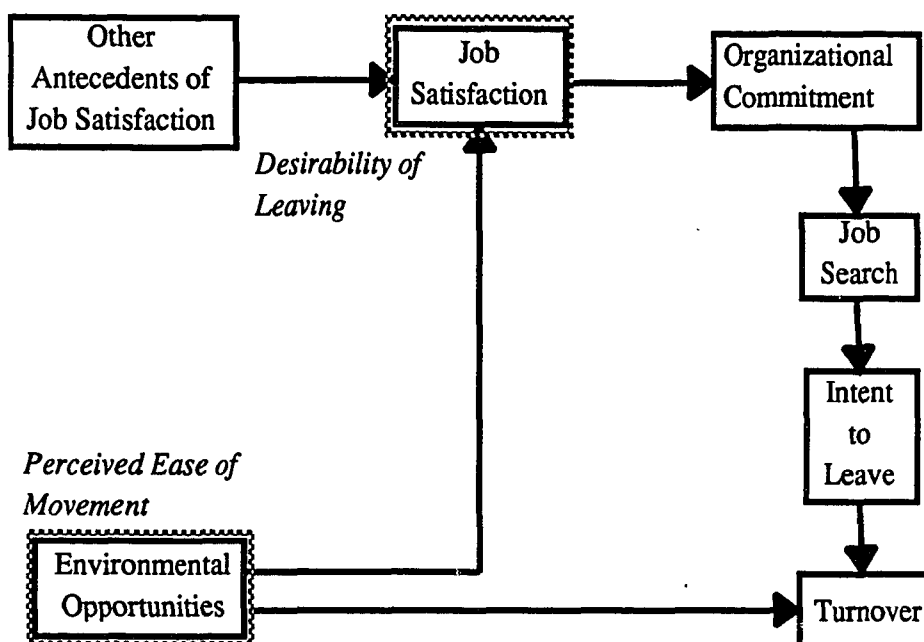 Other
Antecedents of
Job Satisfaction
Job
Satisfaction
Organizational
Commitment
Desirability of
Leaving
Job
Search
Intent
to
Leave
Perceived Ease of
Movement
Environmental
Opportunities
Turnover